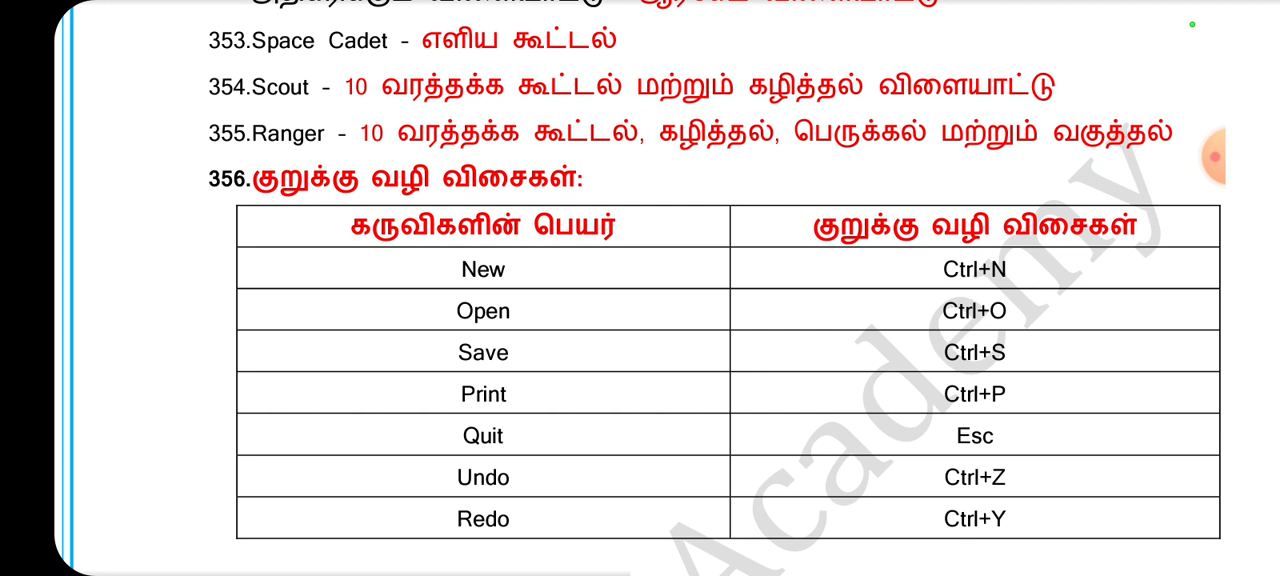 353.Space Cadet - எளிய கூட்டல்
354.Scout - 10 வரத்தக்க கூட்டல் மற்றும் கழித்தல் விளையாட்டு
355.Ranger - 10 வரத்தக்க கூட்டல், கழித்தல், பெருக்கல் மற்றும் வகுத்தல்
356.குறுக்கு வழி விசைகள்:
கருவிகளின் பெயர் குறுக்கு வழி விசைகள்
New Ctrl+N
Open Ctrl+O
Save Ctrl+S
Print Ctrl+P
Quit Esc
Undo Ctrl+Z
Redo Ctrl+Y
Academy